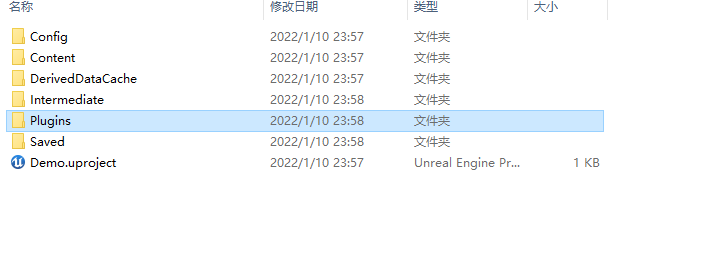 名称 修改日期 类型 大小
Config 2022/1/10 23:57 文件夹
Content 2022/1/10 23:57 文件夹
DerivedDataCache 2022/1/10 23:57 文件夹
Intermediate 2022/1/10 23:58 文件夹
Plugins 2022/1/10 23:58 文件夹
Saved 2022/1/10 23:58 文件夹
Demo.uproject 2022/1/10 23:57 Unreal Engine Pr... 1 KB